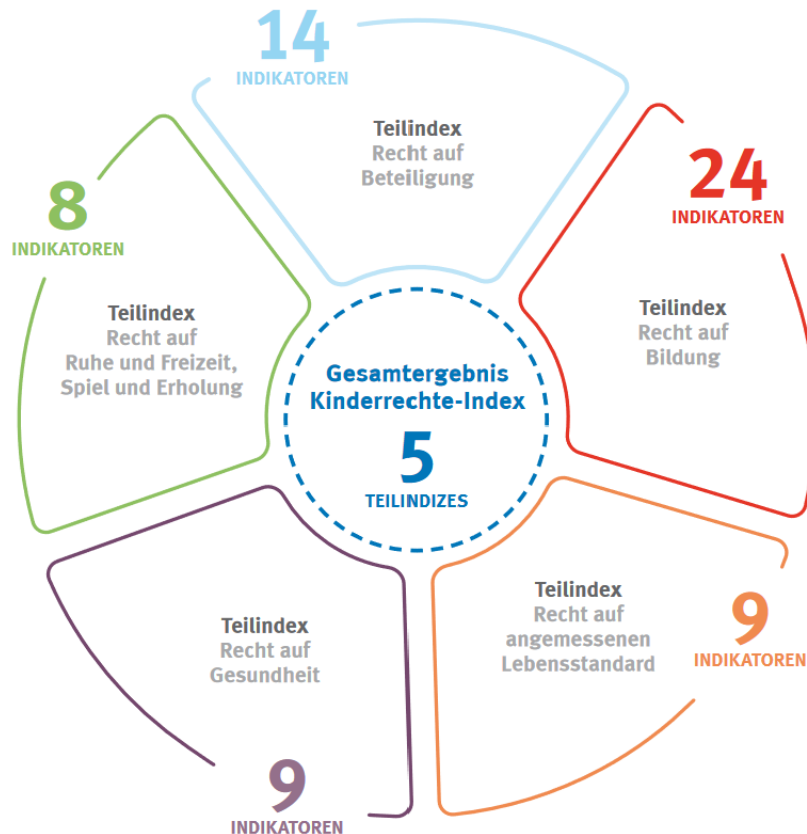 14
INDIKATOREN
Teilindex
Recht auf
Beteiligung
24
INDIKATOREN
Teilindex
Recht auf
Bildung
8
INDIKATOREN
Teilindex
Recht auf
Ruhe und Freizeit,
Spiel und Erholung
Gesamtergebnis
Kinderrechte-Index
5
TEILINDIZES
Teilindex
Recht auf
angemessenen
Lebensstandard
9
INDIKATOREN
Teilindex
Recht auf
Gesundheit
9
INDIKATOREN